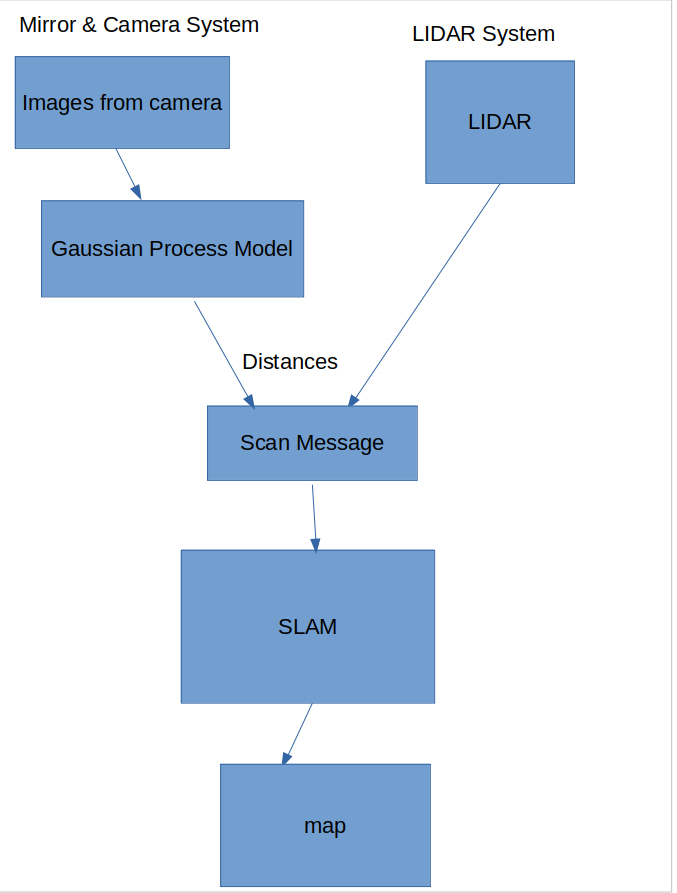 Mirror & Camera System
LIDAR System
Images from camera
LIDAR
Gaussian Process Model
Distances
Scan Message
SLAM
map